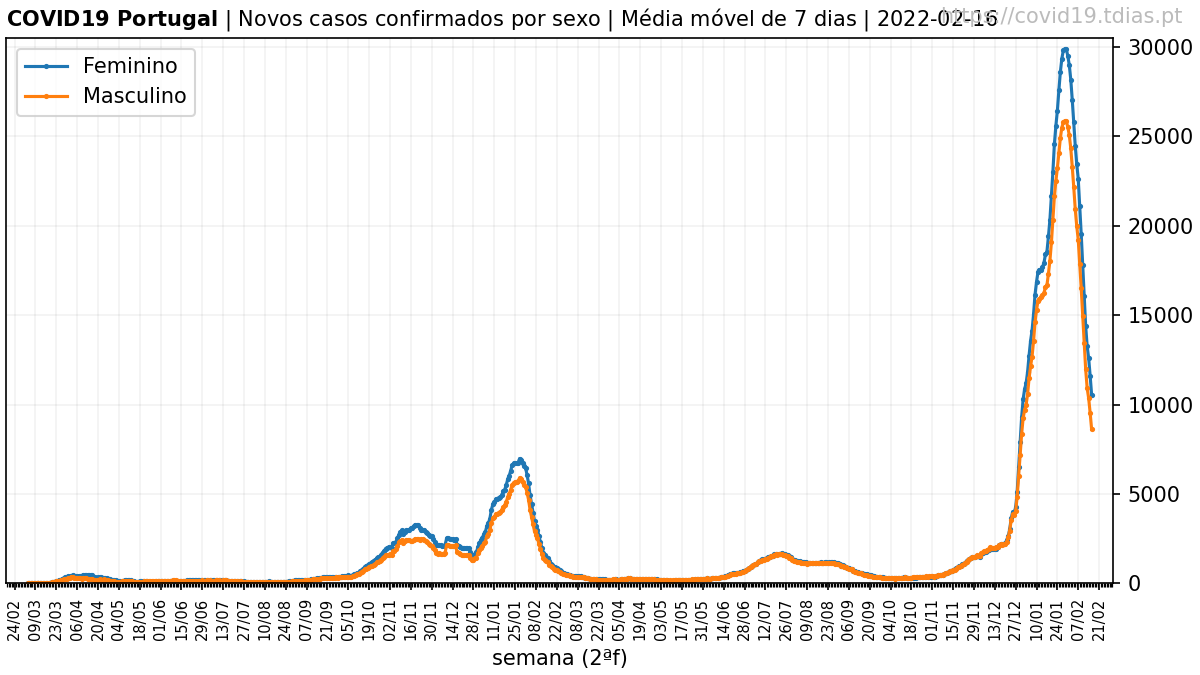 COVID19 Portugal | Novos casos confirmados por sexo | Média móvel de 7 dias | 2022-02-16
https://covid19.tdias.pt
Feminino
Masculino
30000
25000
20000
15000
10000
5000
0
24/02 09/03 23/03 06/04 20/04 04/05 18/05 01/06 15/06 29/06 13/07 27/07 10/08 24/08 07/09 21/09 05/10 19/10 02/11 16/11 30/11 14/12 28/12 11/01 25/01 08/02 22/02 08/03 22/03 05/04 19/04 03/05 17/05 31/05 14/06 28/06 12/07 26/07 09/08 23/08 06/09 20/09 04/10 18/10 01/11 15/11 29/11 13/12 27/12 10/01 24/01 07/02 21/02
semana (2ªf)